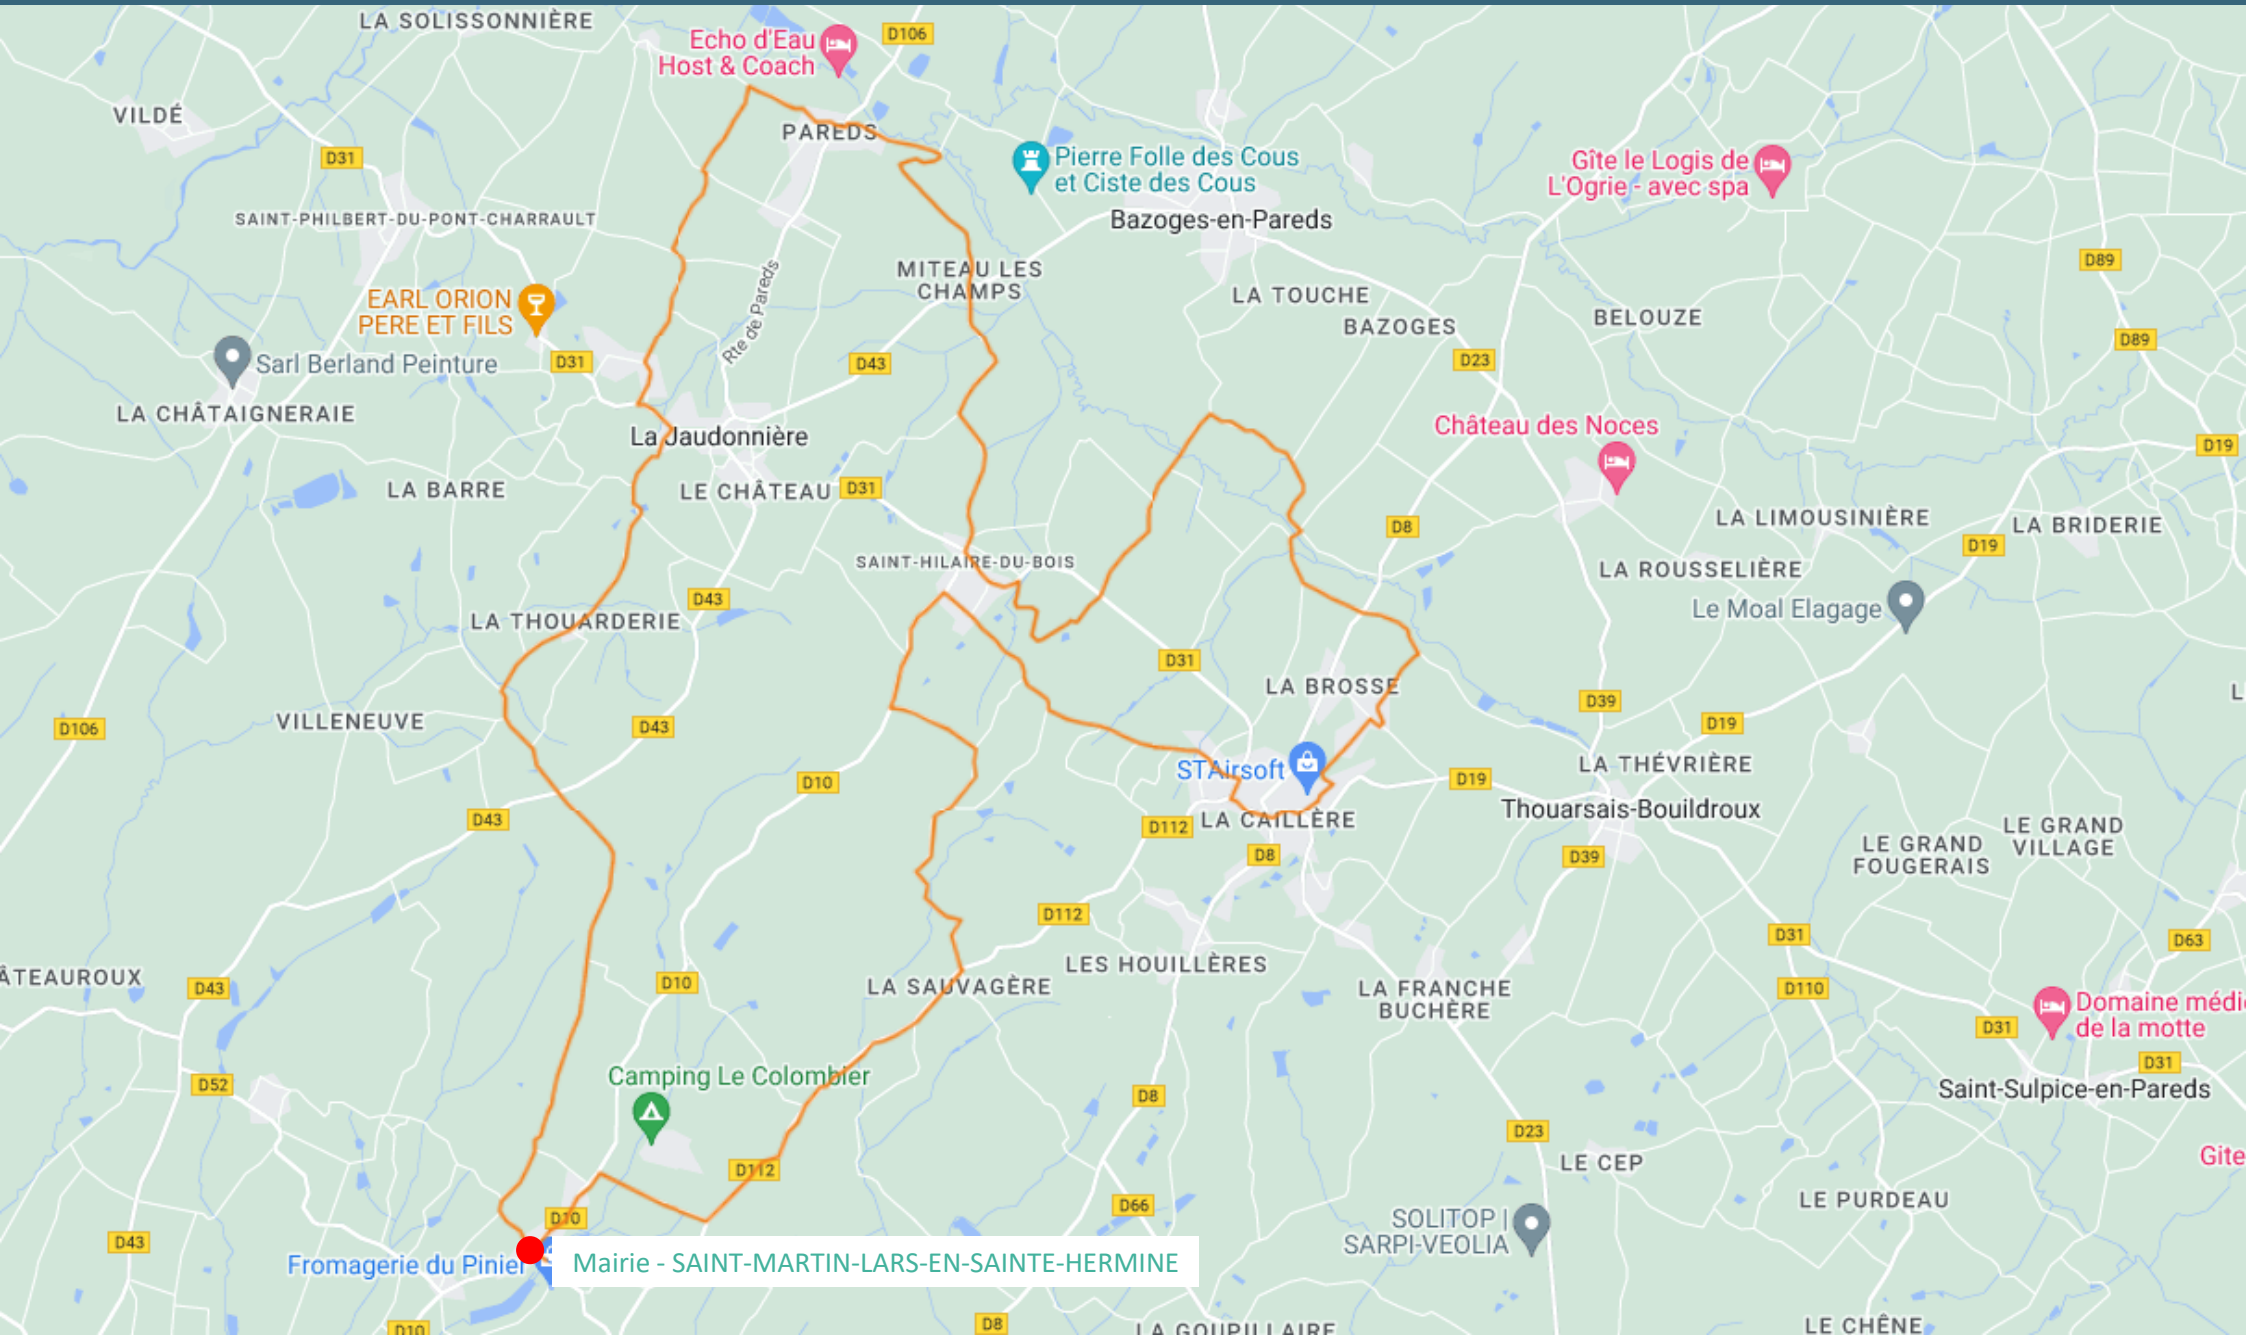 LA SOLISSONNIÈRE
Echo d'Eau
Host & Coach
D106
VILDÉ
PAREDS
D31
Pierre Folle des Cous
et Ciste des Cous
Gîte le Logis de
L'Ogrie - avec spa
SAINT-PHILBERT-DU-PONT-CHARRAULT
Bazoges-en-Pareds
D89
MITEAU LES
CHAMPS
EARL ORION
PERE ET FILS
Rte de Pareds
LA TOUCHE
BAZOGES
BELOUZE
D89
Sarl Berland Peinture
D31
D43
D23
LA CHÂTAIGNERAIE
La Jaudonnière
Château des Noces
D19
LA BARRE
LE CHÂTEAU
D31
D8
LA LIMOUSINIÈRE
LA BRIDERIE
D19
SAINT-HILAIRE-DU-BOIS
LA ROUSSELIÈRE
D43
Le Moal Elagage
LA THOUARDERIE
D31
LA BROSSE
L
D39
VILLENEUVE
D106
D43
D19
STAirsoft
LA THÉVRIÈRE
D10
D19
Thouarsais-Bouildroux
D43
D112
LA CAILLÈRE
D8
D39
LE GRAND
FOUGERAIS
LE GRAND
VILLAGE
D112
D31
D63
ÂTEAUROUX
D43
D10
LA SAUVAGÈRE
LES HOUILLÈRES
LA FRANCHE
BUCHÈRE
D110
Domaine médi
de la motte
D31
D31
Camping Le Colombier
D52
D8
Saint-Sulpice-en-Pareds
D23
D112
LE CEP
Gite
D66
LE PURDEAU
D10
SOLITOP |
SARPI-VEOLIA
D43
Fromagerie du Pinier
Mairie - SAINT-MARTIN-LARS-EN-SAINTE-HERMINE
D10
D8
LA GOUPILLAIRE
LE CHÊNE